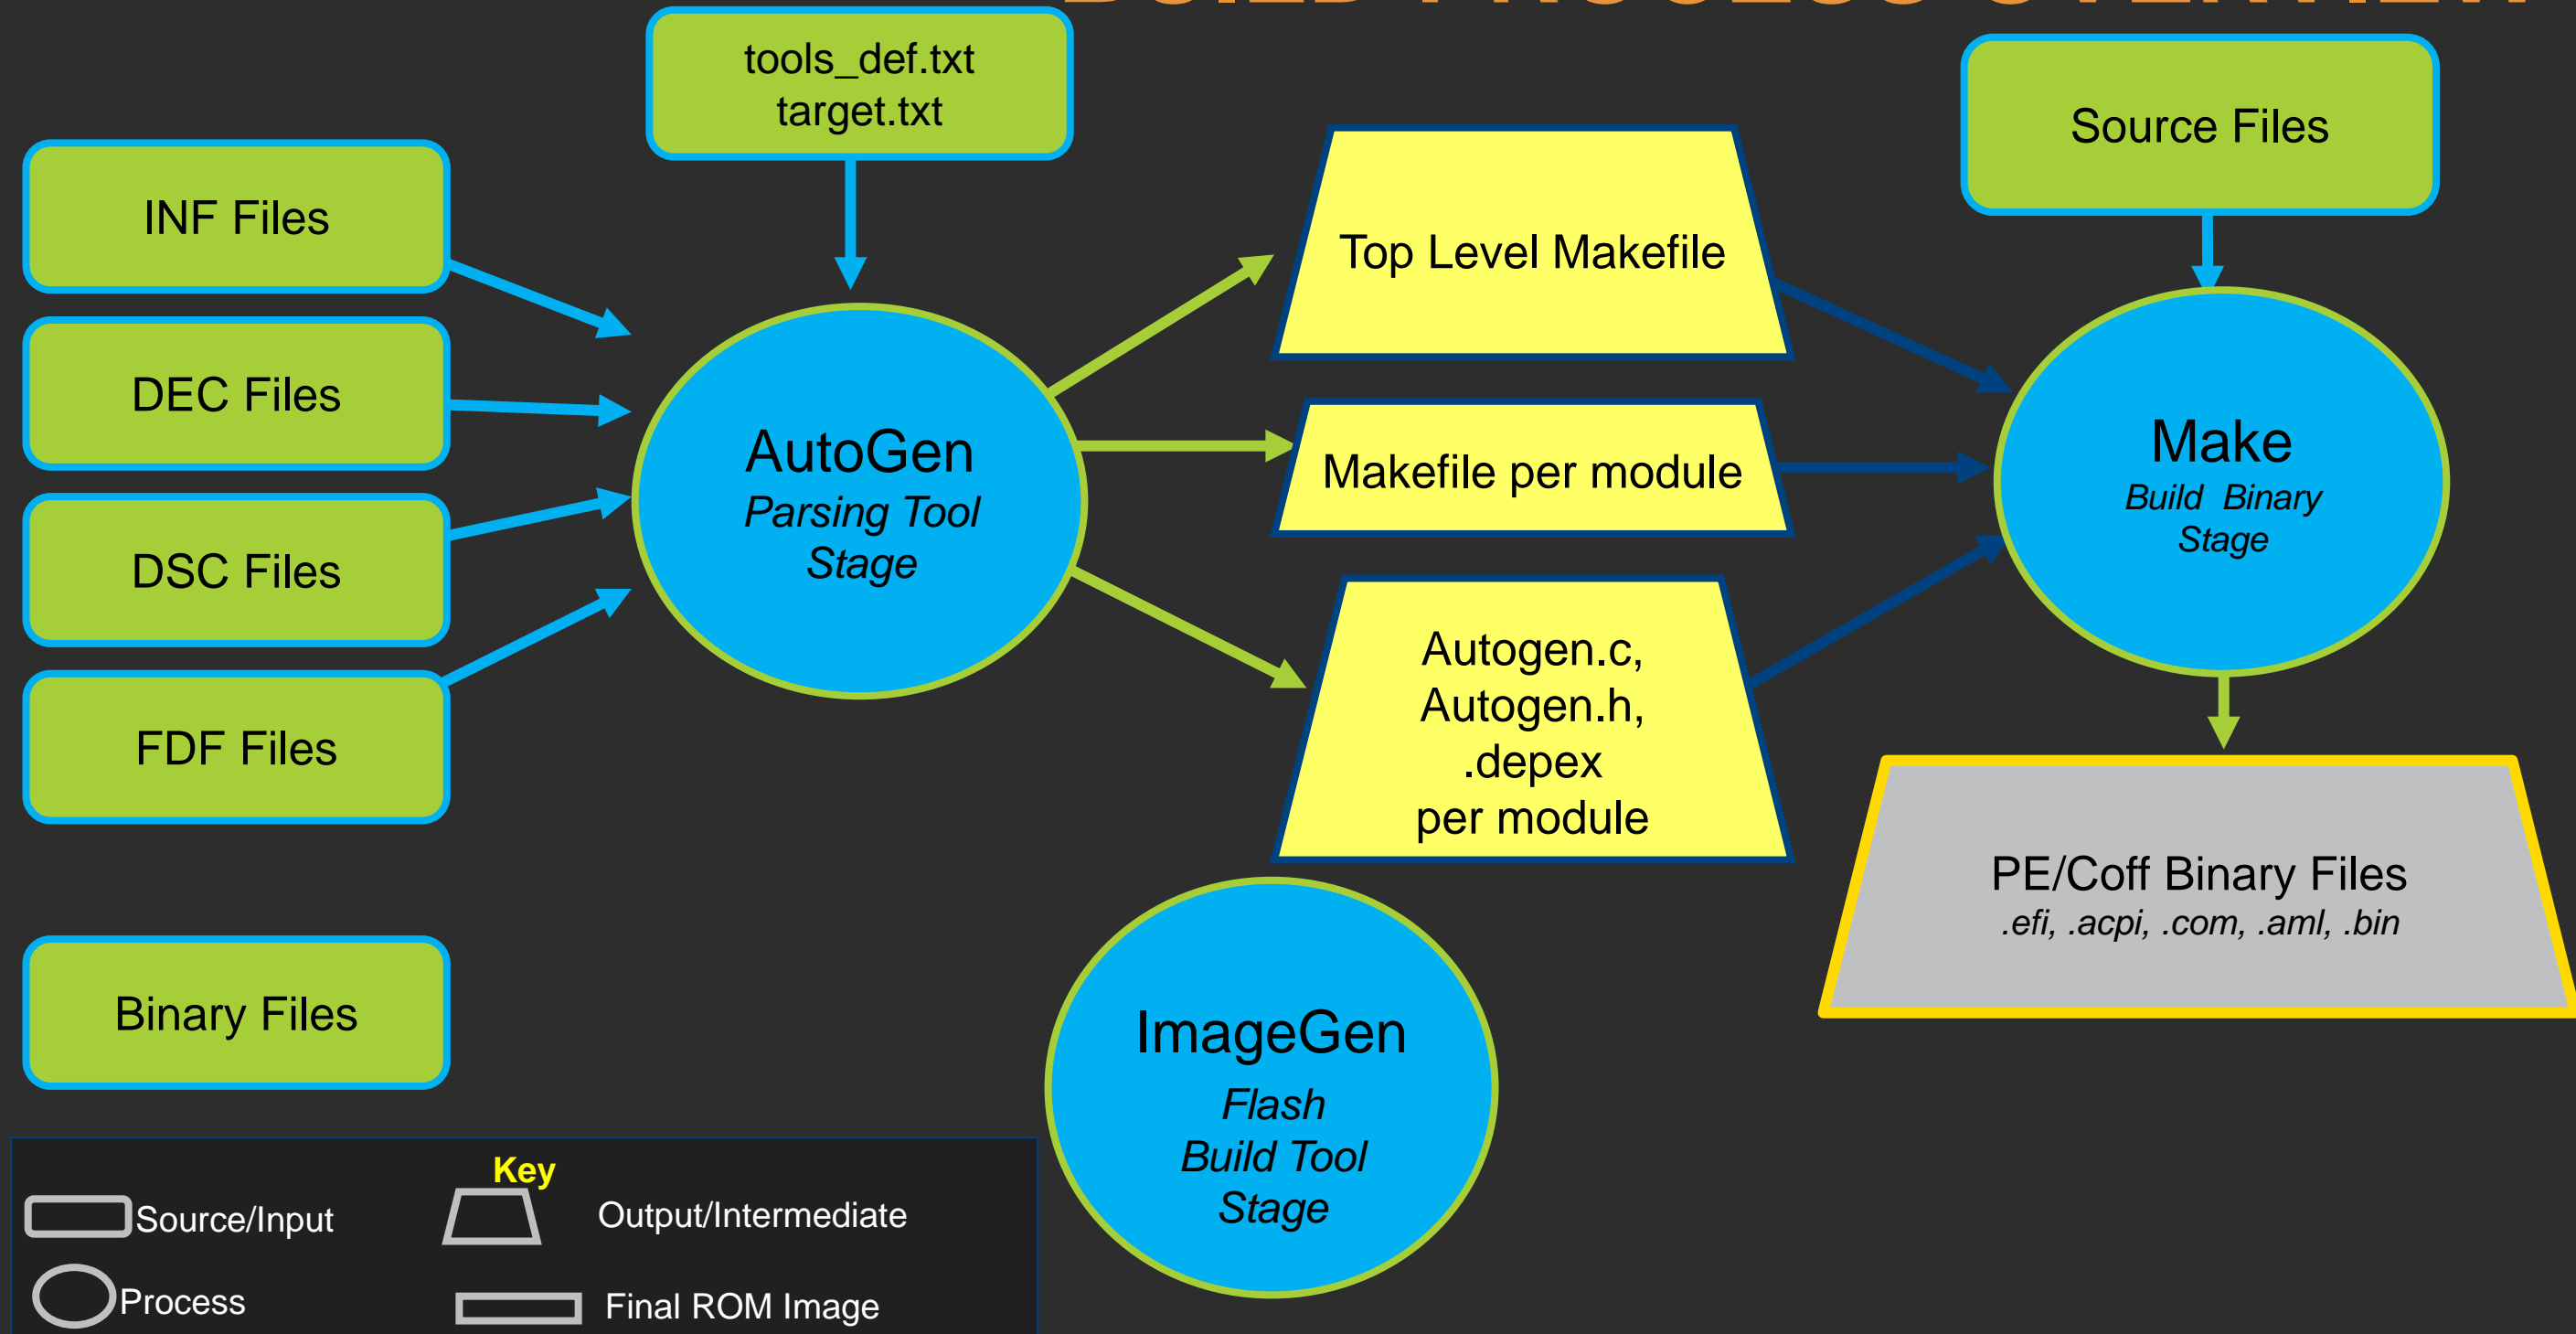 tools_def.txt
target.txt
Source Files
INF Files
DEC Files
DSC Files
FDF Files
Binary Files
AutoGen
Parsing Tool
Stage
Top Level Makefile
Makefile per module
Autogen.c,
Autogen.h,
.depex
per module
Make
Build  Binary
Stage
PE/Coff Binary Files
.efi, .acpi, .com, .aml, .bin
ImageGen
Flash
Build Tool
Stage
Key
Source/Input
Output/Intermediate
Process
Final ROM Image